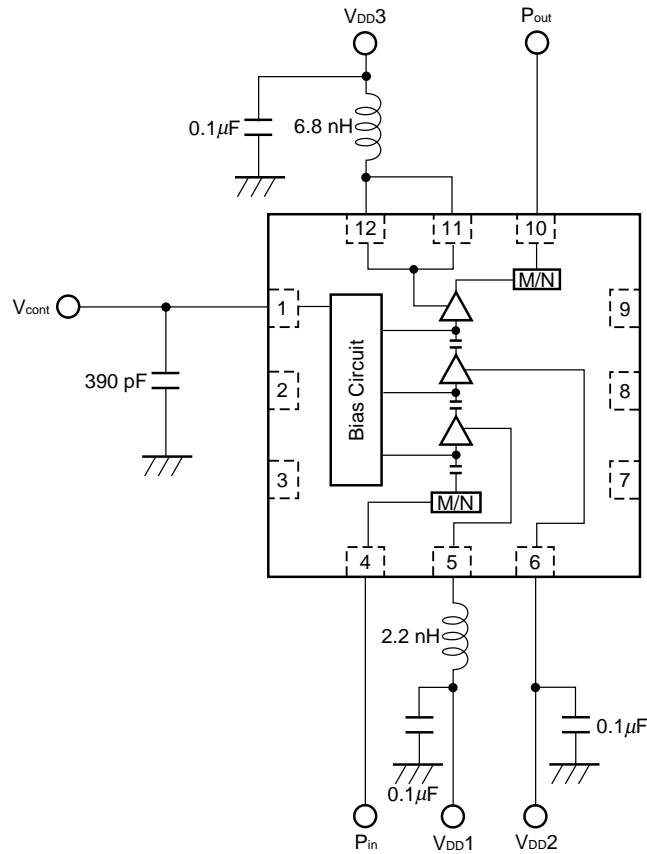 VDD3
Pout
0.1μF
6.8 nH
12
11
10
M/N
Vcont
1
9
390 pF
2
8
Bias Circuit
3
7
M/N
4
5
6
2.2 nH
0.1μF
0.1μF
Pin
VDD1
VDD2